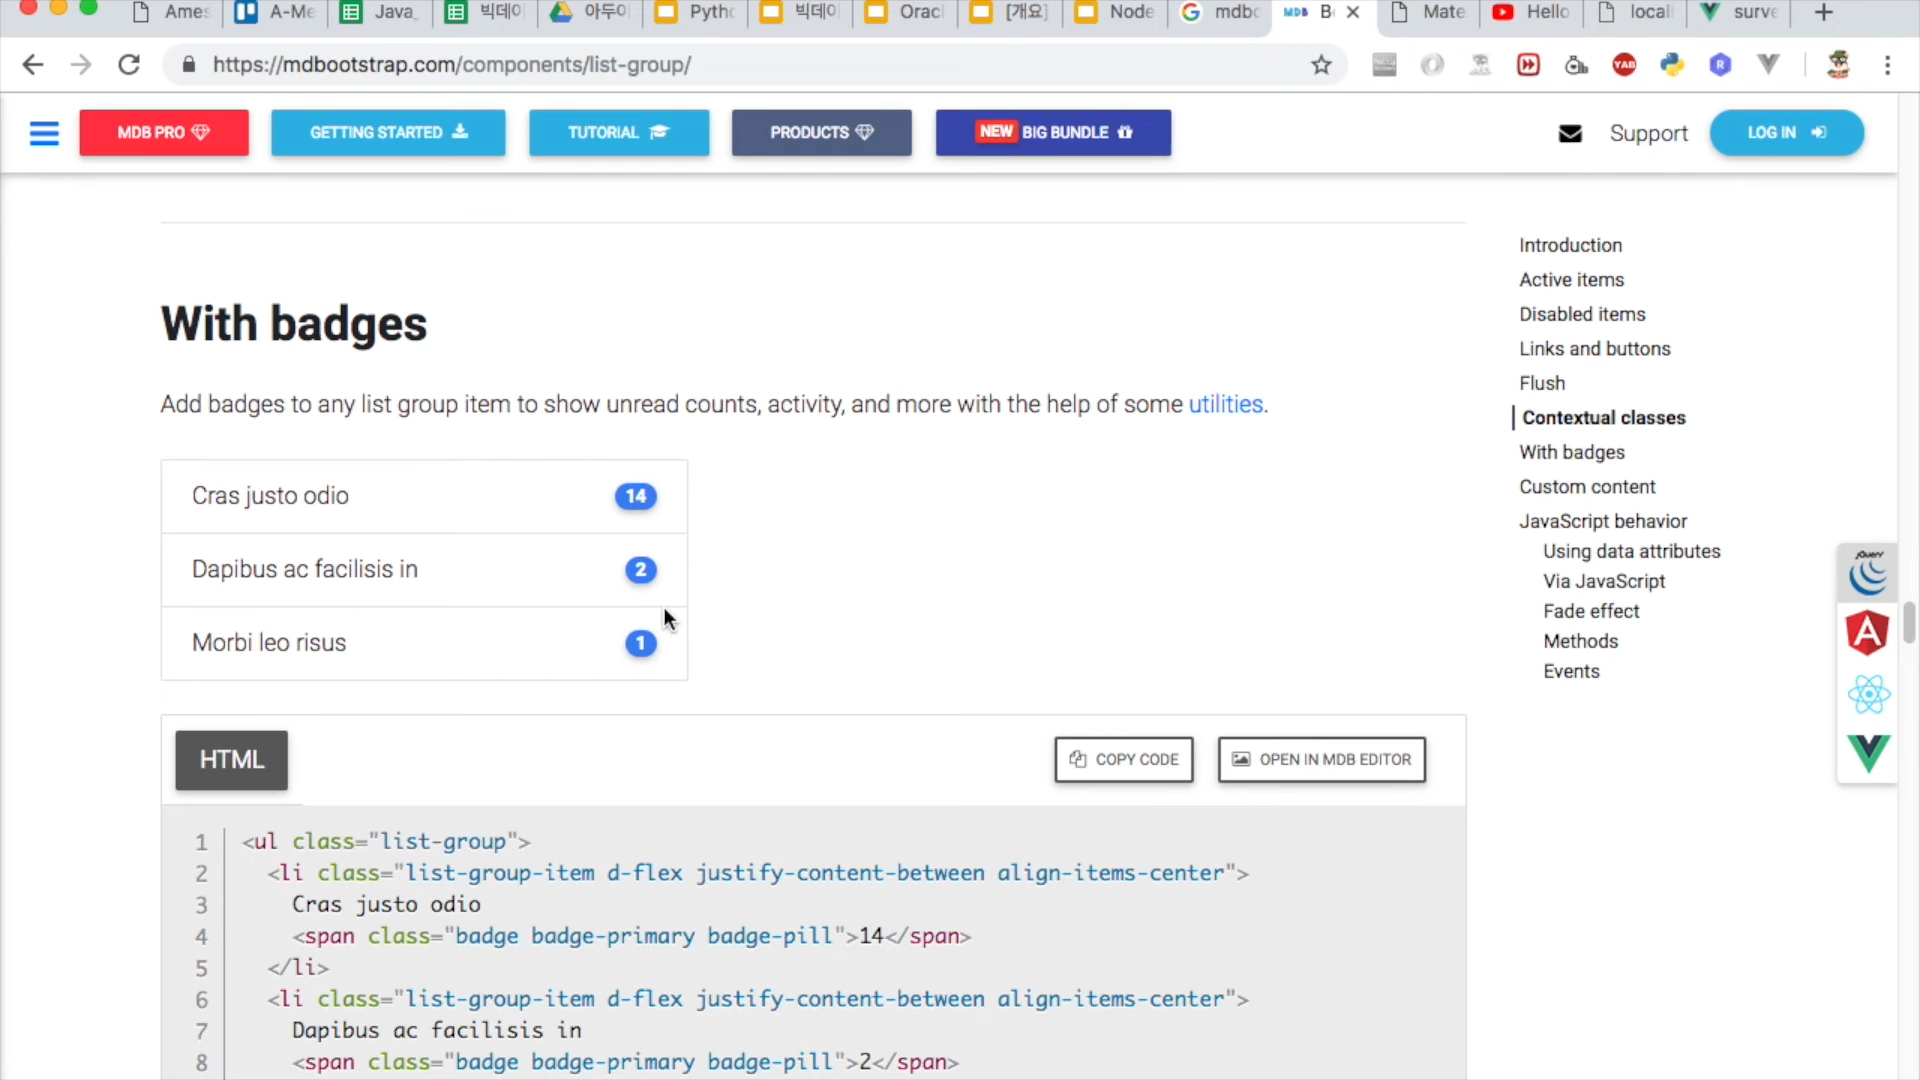 Ames
A-Me
Java_
빅데이
아두이
Pytho
빅데이
Oracl
[개요]
Node
mdbo
MDB
B
Mate
Hello
local
surve
https://mdbootstrap.com/components/list-group/
YAB
R
MDB PRO
GETTING STARTED
TUTORIAL
PRODUCTS
NEW BIG BUNDLE
Support
LOG IN
With badges
Add badges to any list group item to show unread counts, activity, and more with the help of some utilities.
Cras justo odio 14
Dapibus ac facilisis in 2
Morbi leo risus 1
HTML
COPY CODE
OPEN IN MDB EDITOR
1 <ul class="list-group">
2 <li class="list-group-item d-flex justify-content-between align-items-center">
3 Cras justo odio
4 <span class="badge badge-primary badge-pill">14</span>
5 </li>
6 <li class="list-group-item d-flex justify-content-between align-items-center">
7 Dapibus ac facilisis in
8 <span class="badge badge-primary badge-pill">2</span>
Introduction
Active items
Disabled items
Links and buttons
Flush
Contextual classes
With badges
Custom content
JavaScript behavior
Using data attributes
Via JavaScript
Fade effect
Methods
Events
jQuery